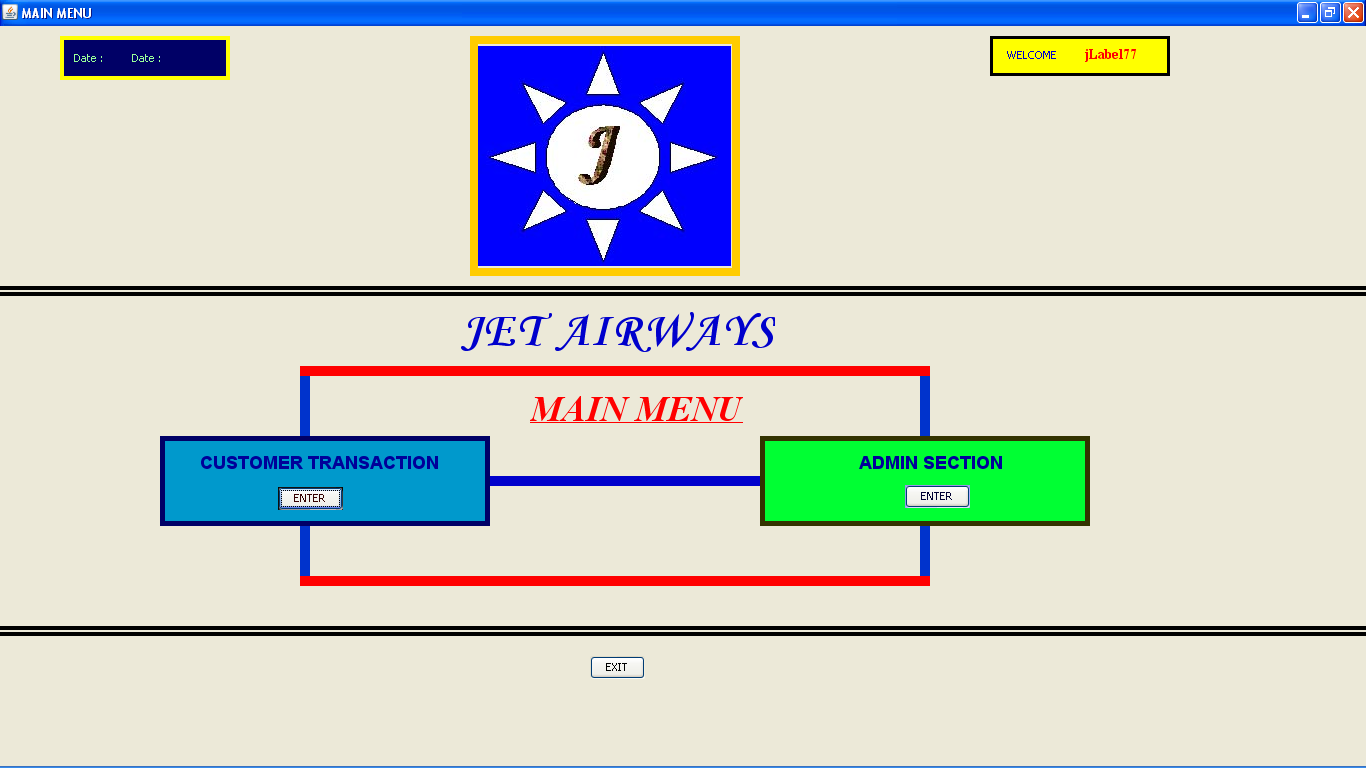 MAIN MENU
Date : Date :
WELCOME jLabel77
J
JET AIRWAYS
MAIN MENU
CUSTOMER TRANSACTION
ENTER
ADMIN SECTION
ENTER
EXIT